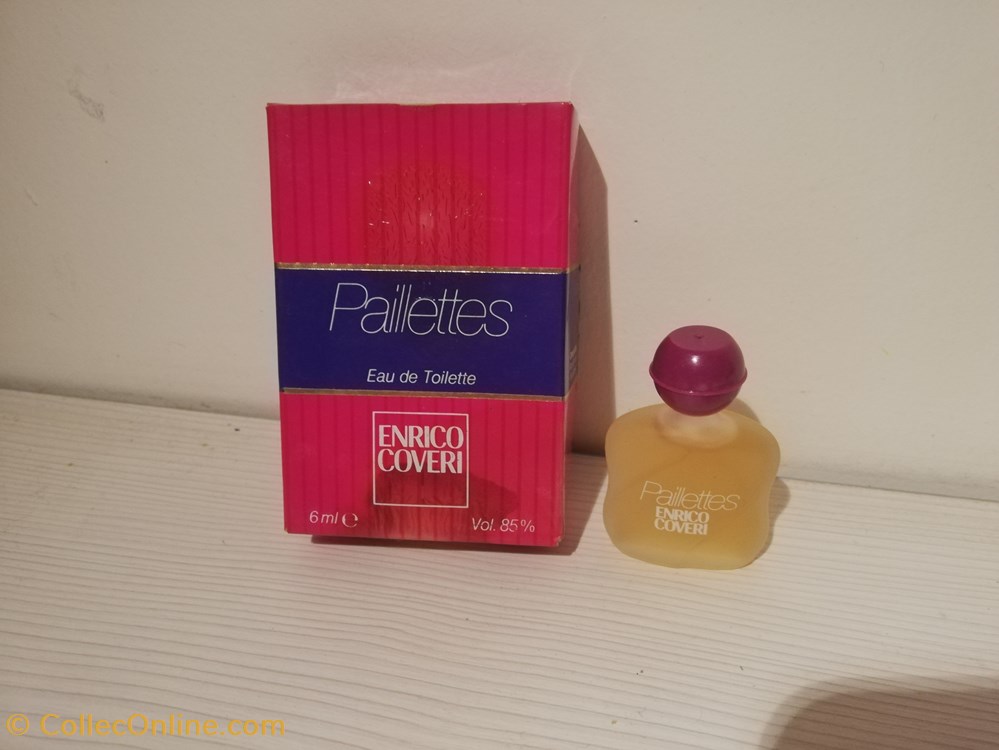 Paillettes
Eau de Toilette
ENRICO
COVERI
6 ml ℮
Vol. 85%
Paillettes
ENRICO
COVERI
© CollecOnline.com